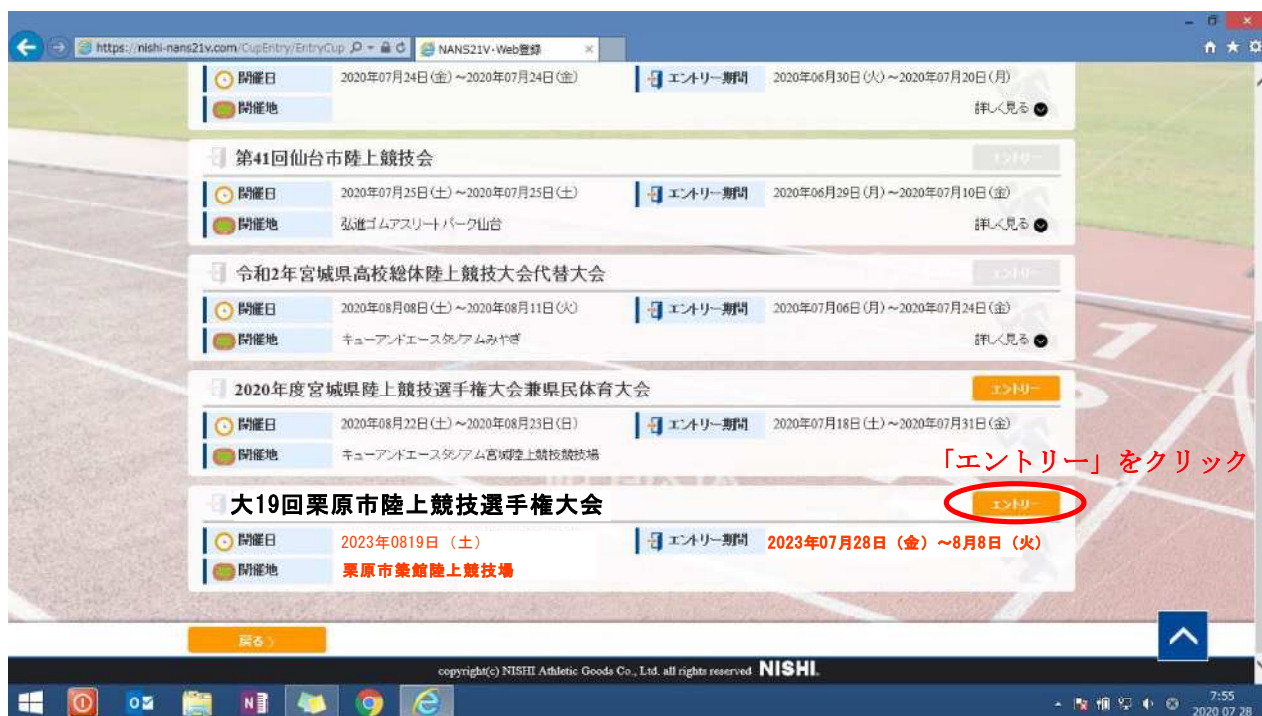 https://nishi-nans21v.com/CupEntry/EntryCup
NANS21V-Web登録
開催日 2020年07月24日(金)～2020年07月24日(金) エントリー期間 2020年06月30日(火)～2020年07月20日(月)
開催地 詳しく見る
第41回仙台市陸上競技会 エントリー
開催日 2020年07月25日(土)～2020年07月25日(土) エントリー期間 2020年06月29日(月)～2020年07月10日(金)
開催地 弘進ゴムアスリートパーク仙台 詳しく見る
令和2年宮城県高校総体陸上競技大会代替大会 エントリー
開催日 2020年08月08日(土)～2020年08月11日(火) エントリー期間 2020年07月06日(月)～2020年07月24日(金)
開催地 キューアンドエースタジアムみやぎ 詳しく見る
2020年度宮城県陸上競技選手権大会兼県民体育大会 エントリー
開催日 2020年08月22日(土)～2020年08月23日(日) エントリー期間 2020年07月18日(土)～2020年07月31日(金)
開催地 キューアンドエースタジアム宮城陸上競技競技場
「エントリー」をクリック
大19回栗原市陸上競技選手権大会 エントリー
開催日 2023年0819日（土） エントリー期間 2023年07月28日（金）～8月8日（火）
開催地 栗原市築館陸上競技場
戻る
copyright(c) NISHI Athletic Goods Co., Ltd. all rights reserved NISHI.
7:55
2020 07 28